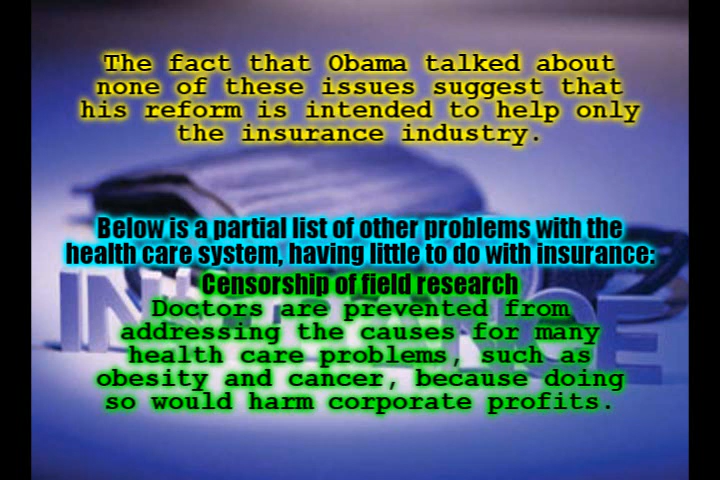 The fact that Obama talked about
none of these issues suggest that
his reform is intended to help only
the insurance industry.
Below is a partial list of other problems with the
health care system, having little to do with insurance:
Censorship of field research
Doctors are prevented from
addressing the causes for many
health care problems, such as
obesity and cancer, because doing
so would harm corporate profits.
INSURANCE